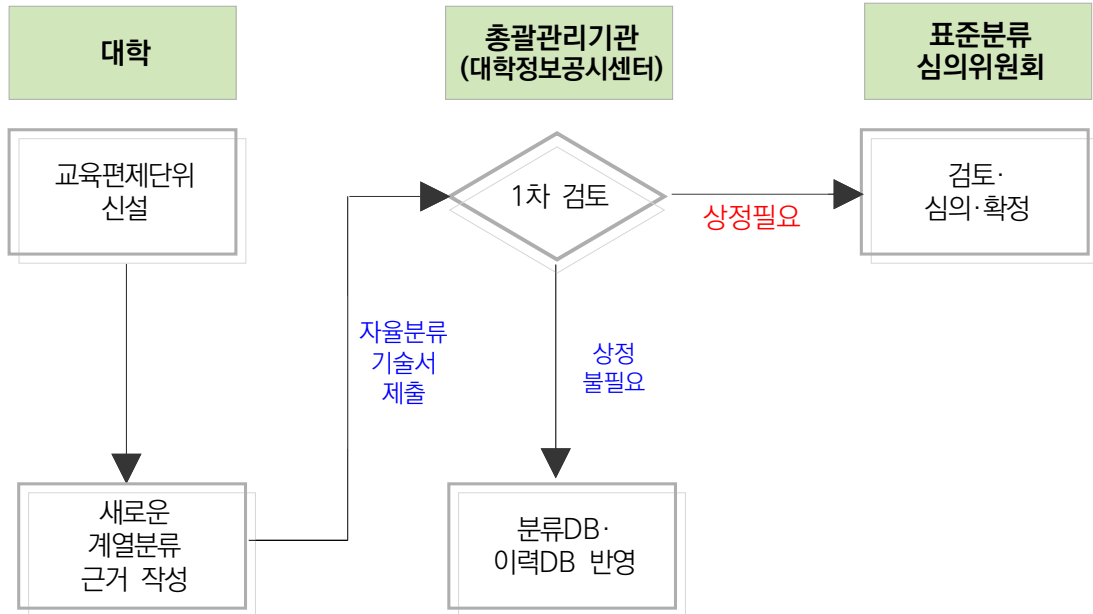 대학
총괄관리기관
(대학정보공시센터)
표준분류
심의위원회
교육편제단위
신설
1차 검토
상정필요
검토·
심의·확정
자율분류
기술서
제출
상정
불필요
새로운
계열분류
근거 작성
분류DB·
이력DB 반영